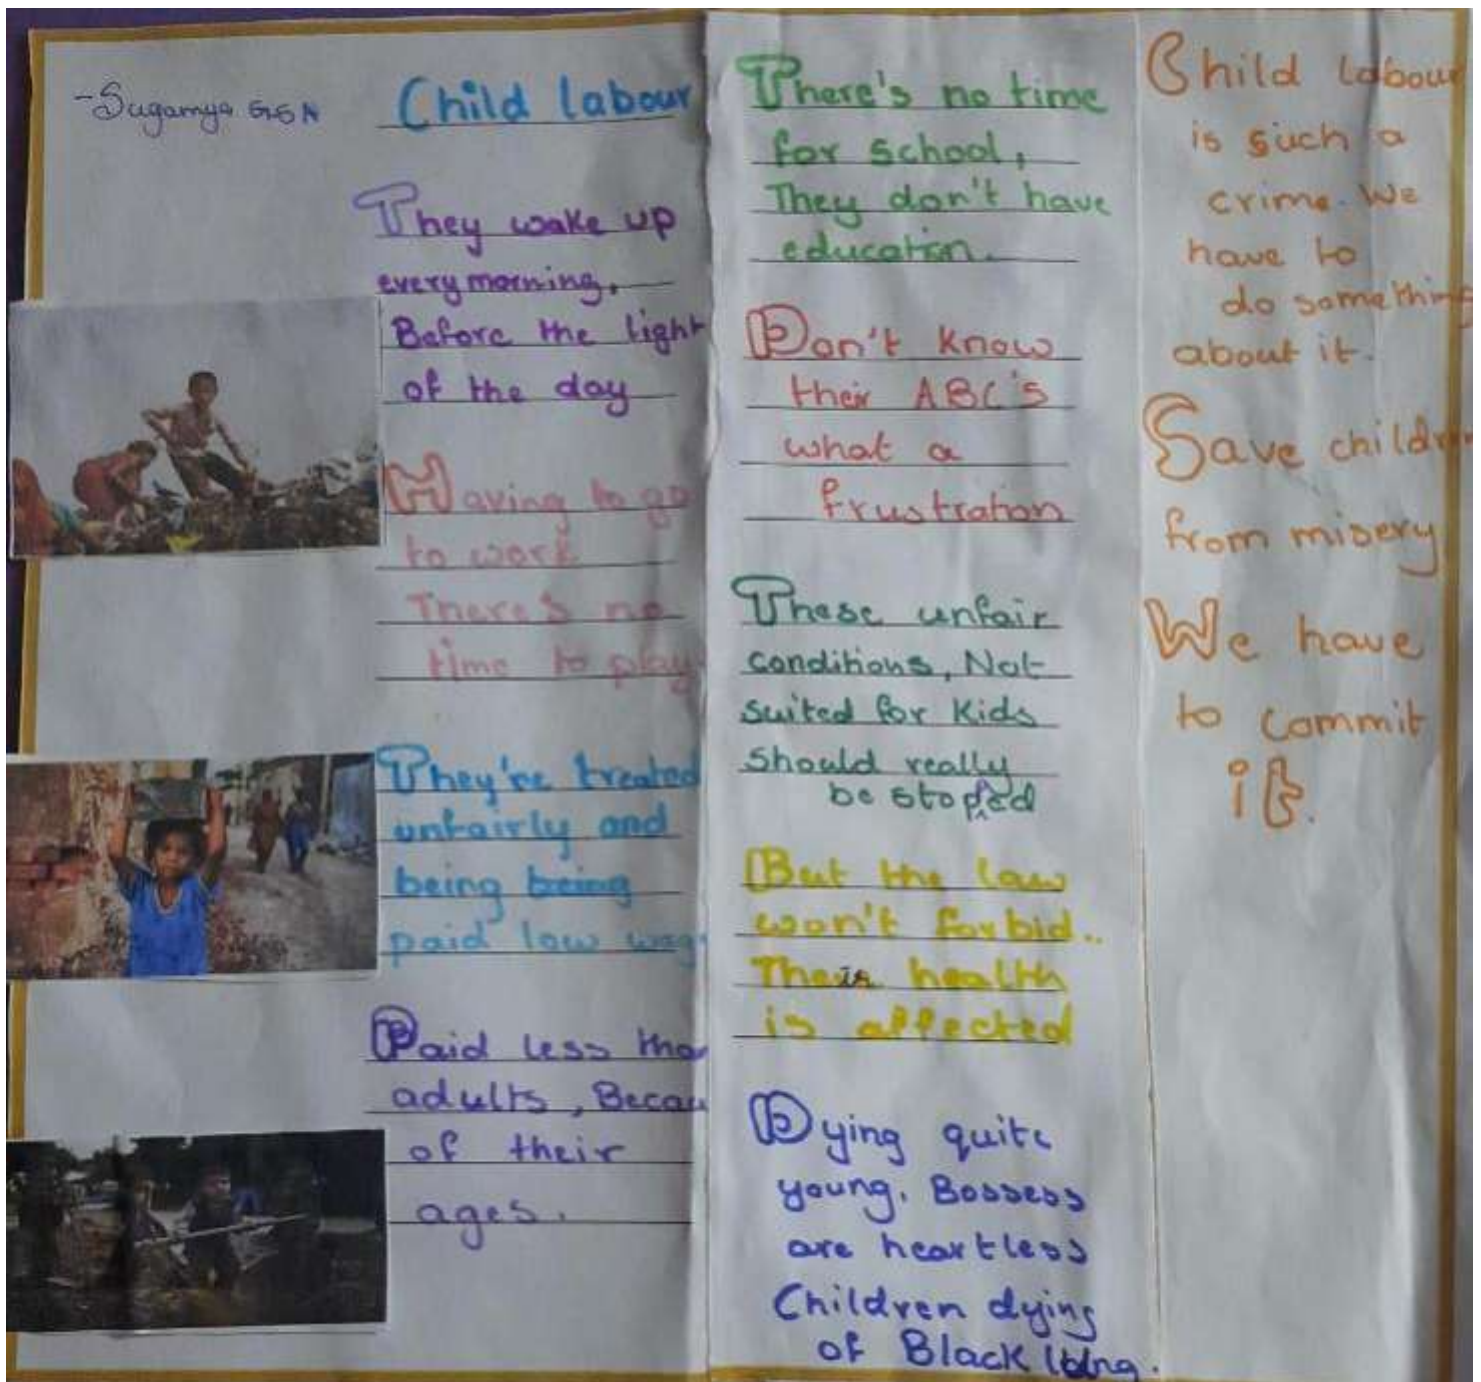 -Sugamya G5A
Child labour
They wake up
every morning,
Before the light
of the day
Having to go
to work
There's no
time to play
They're treated
unfairly and
being being
paid low wag
Paid less tha
adults, Becau
of their
ages.
There's no time
for school,
They don't have
education.
Don't know
their ABC's
what a
frustration
These unfair
conditions, Not
suited for Kids
should really
be stopped
But the law
won't forbid..
Their health
is affected
Dying quite
young. Bossess
are heartless
Children dying
of Black lung.
Child labour
is such a
crime. We
have to
do something
about it.
Save children
from misery
We have
to commit
it.